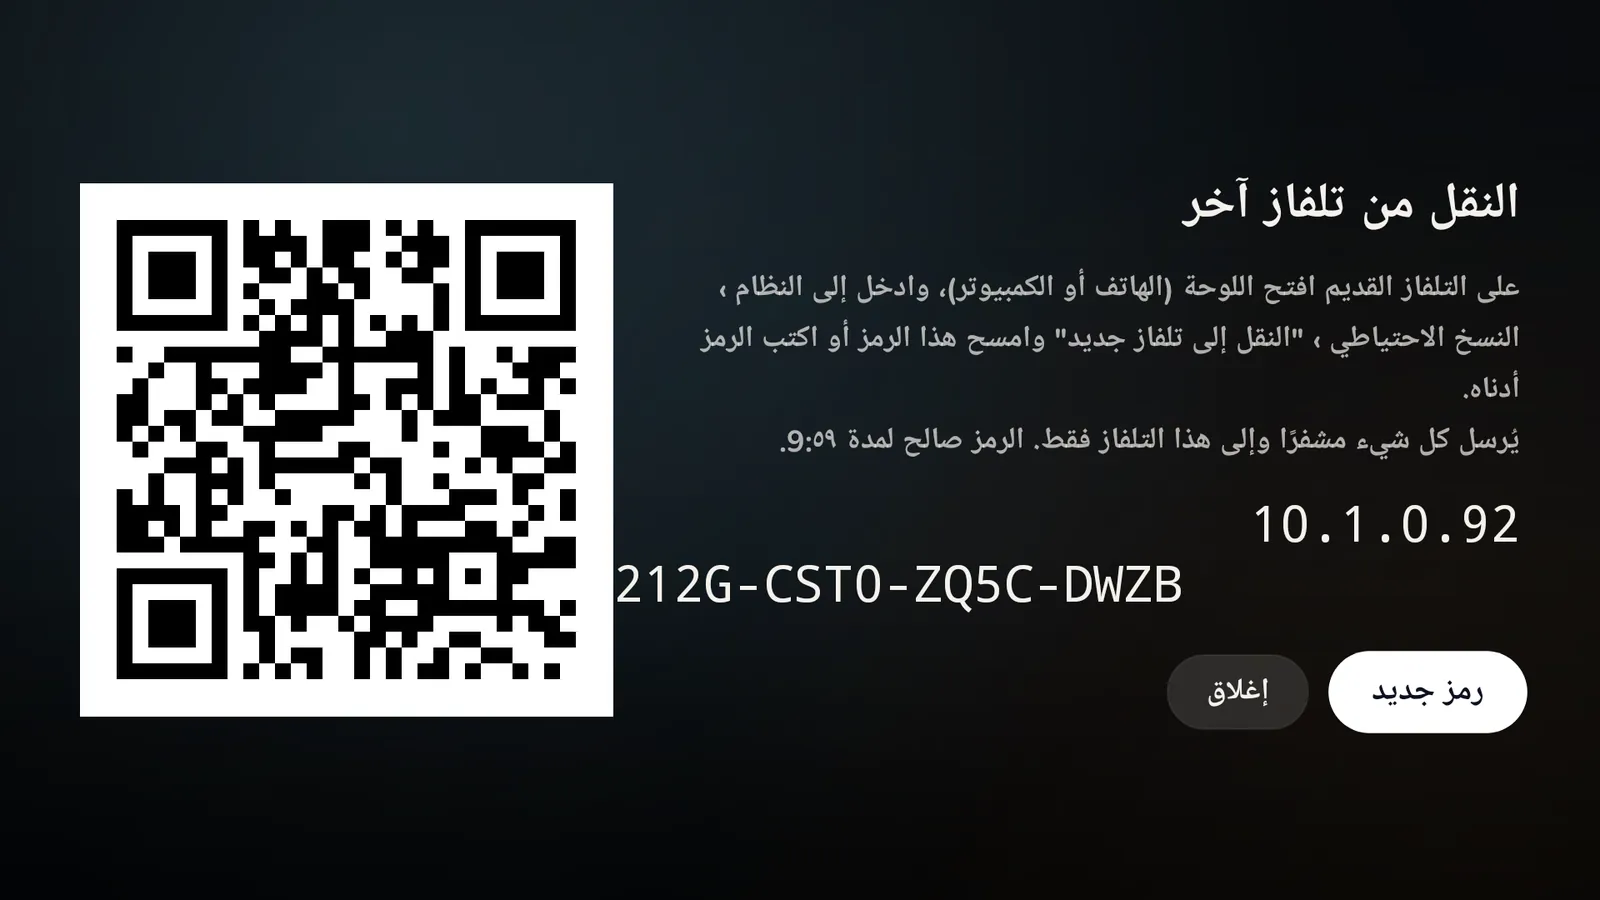 النقل من تلفاز آخر
على التلفاز القديم افتح اللوحة (الهاتف أو الكمبيوتر)، وادخل إلى النظام ›
النسخ الاحتياطي › "النقل إلى تلفاز جديد" وامسح هذا الرمز أو اكتب الرمز
أدناه.
يُرسل كل شيء مشفرًا وإلى هذا التلفاز فقط. الرمز صالح لمدة 9:٥٩.
10.1.0.92
212G-CST0-ZQ5C-DWZB
رمز جديد
إغلاق